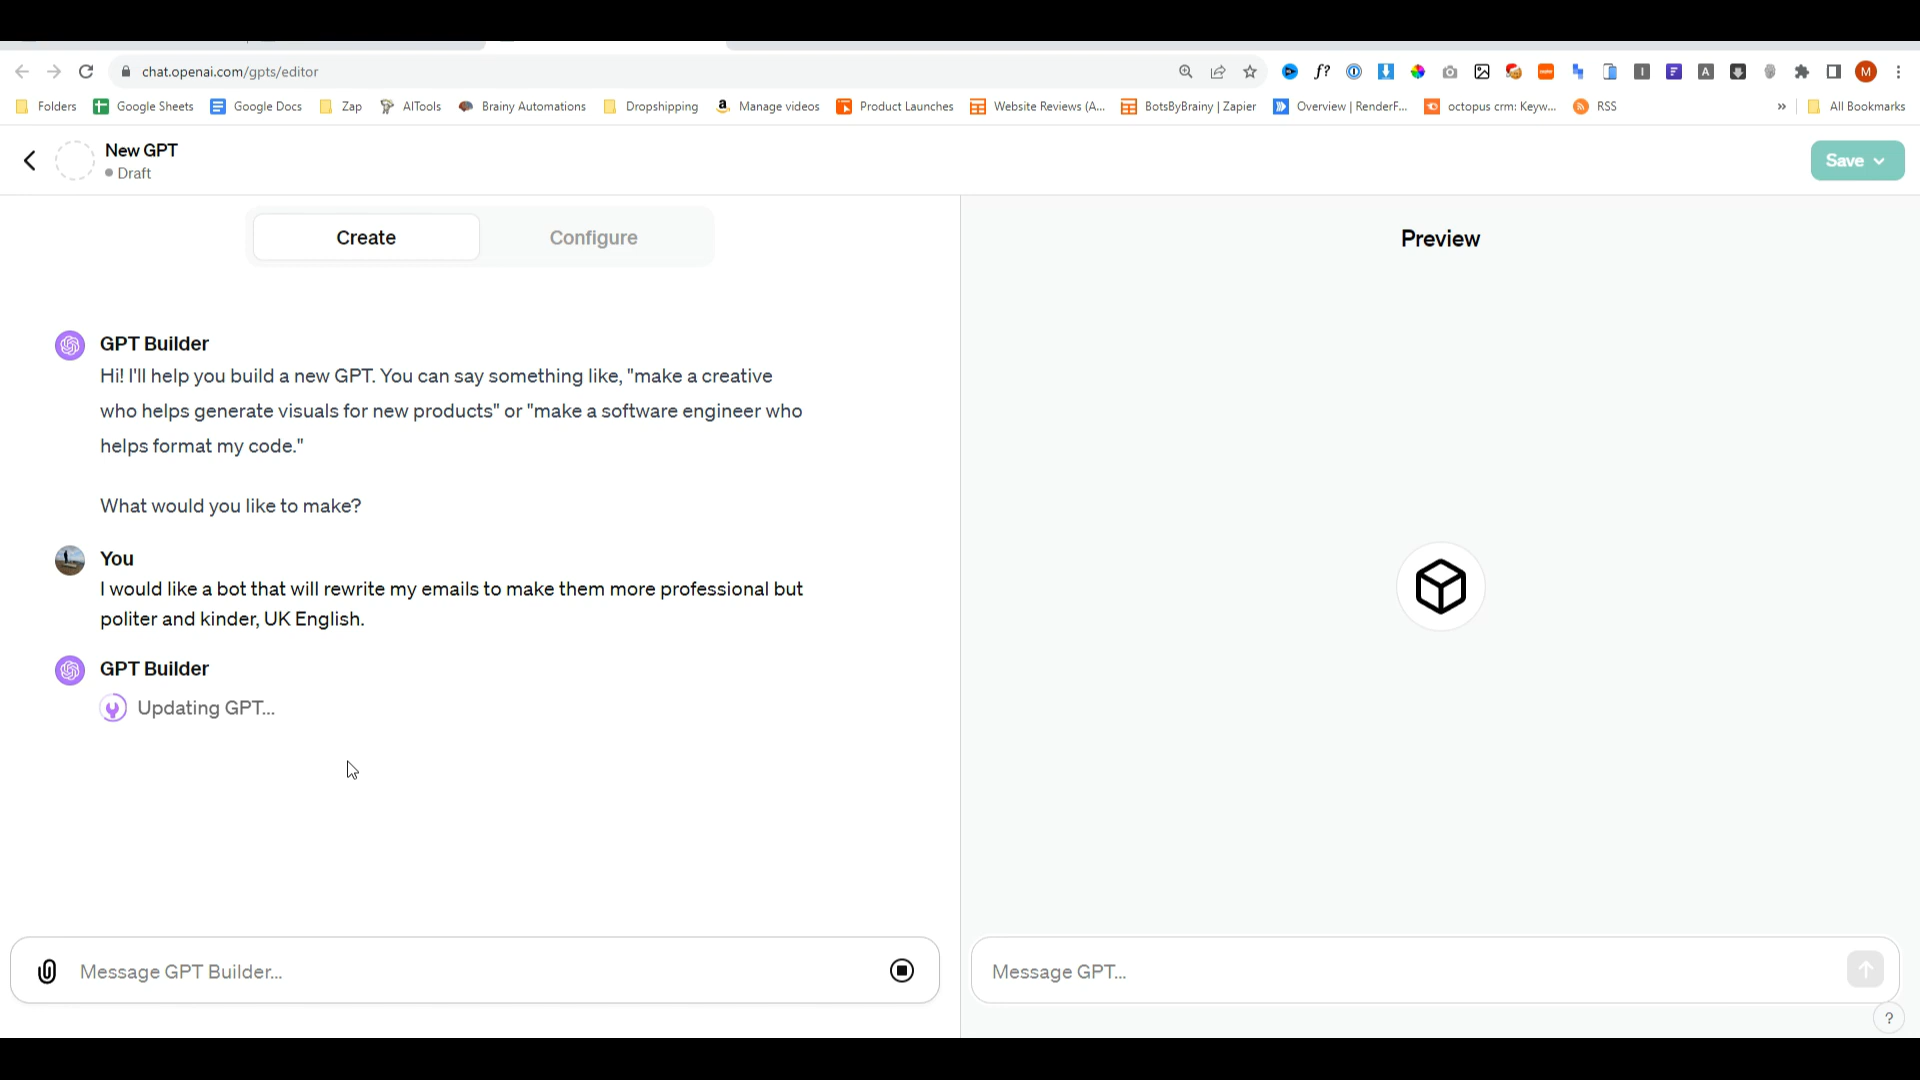 chat.openai.com/gpts/editor
Folders Google Sheets Google Docs Zap AITools Brainy Automations Dropshipping Manage videos Product Launches Website Reviews (A... BotsByBrainy | Zapier Overview | RenderF... octopus crm: Keyw... RSS » All Bookmarks
New GPT
Draft
Save
Create Configure
Preview
GPT Builder
Hi! I'll help you build a new GPT. You can say something like, "make a creative
who helps generate visuals for new products" or "make a software engineer who
helps format my code."
What would you like to make?
You
I would like a bot that will rewrite my emails to make them more professional but
politer and kinder, UK English.
GPT Builder
Updating GPT...
Message GPT Builder...
Message GPT...
?